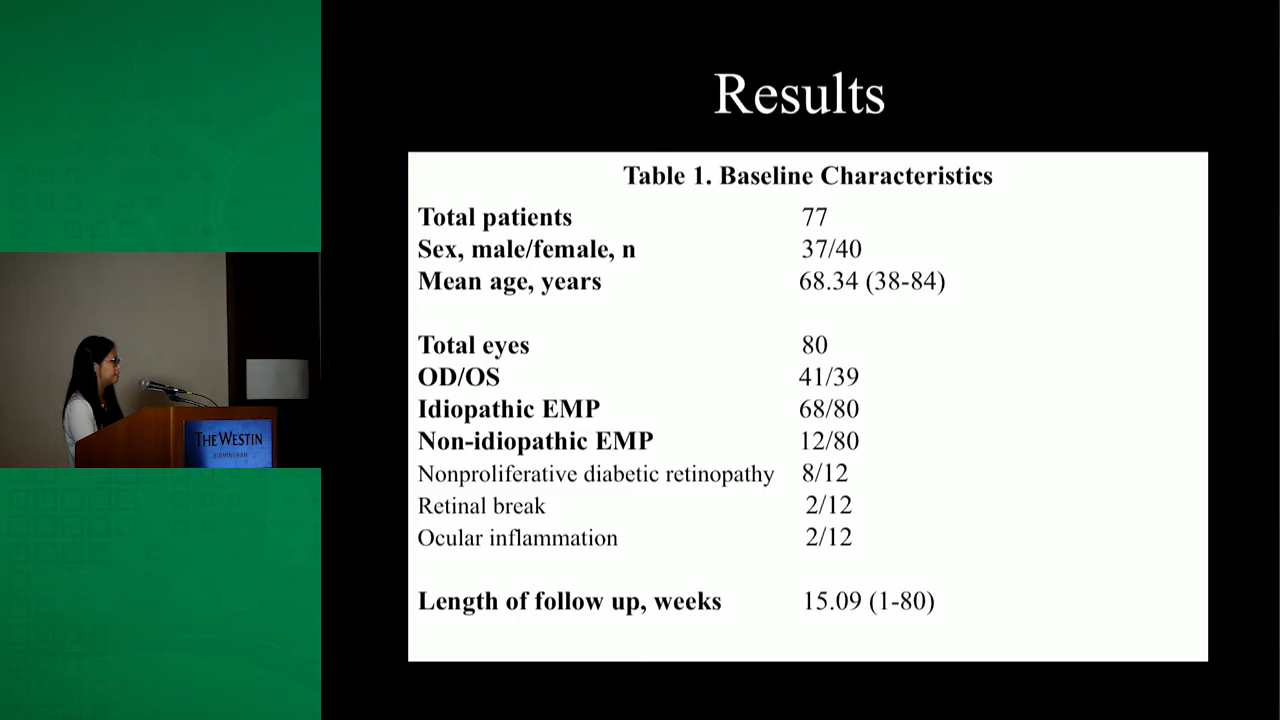 Results
Table 1. Baseline Characteristics
Total patients 77
Sex, male/female, n 37/40
Mean age, years 68.34 (38-84)
Total eyes 80
OD/OS 41/39
Idiopathic EMP 68/80
Non-idiopathic EMP 12/80
Nonproliferative diabetic retinopathy 8/12
Retinal break 2/12
Ocular inflammation 2/12
Length of follow up, weeks 15.09 (1-80)
THE WESTIN
BIRMINGHAM